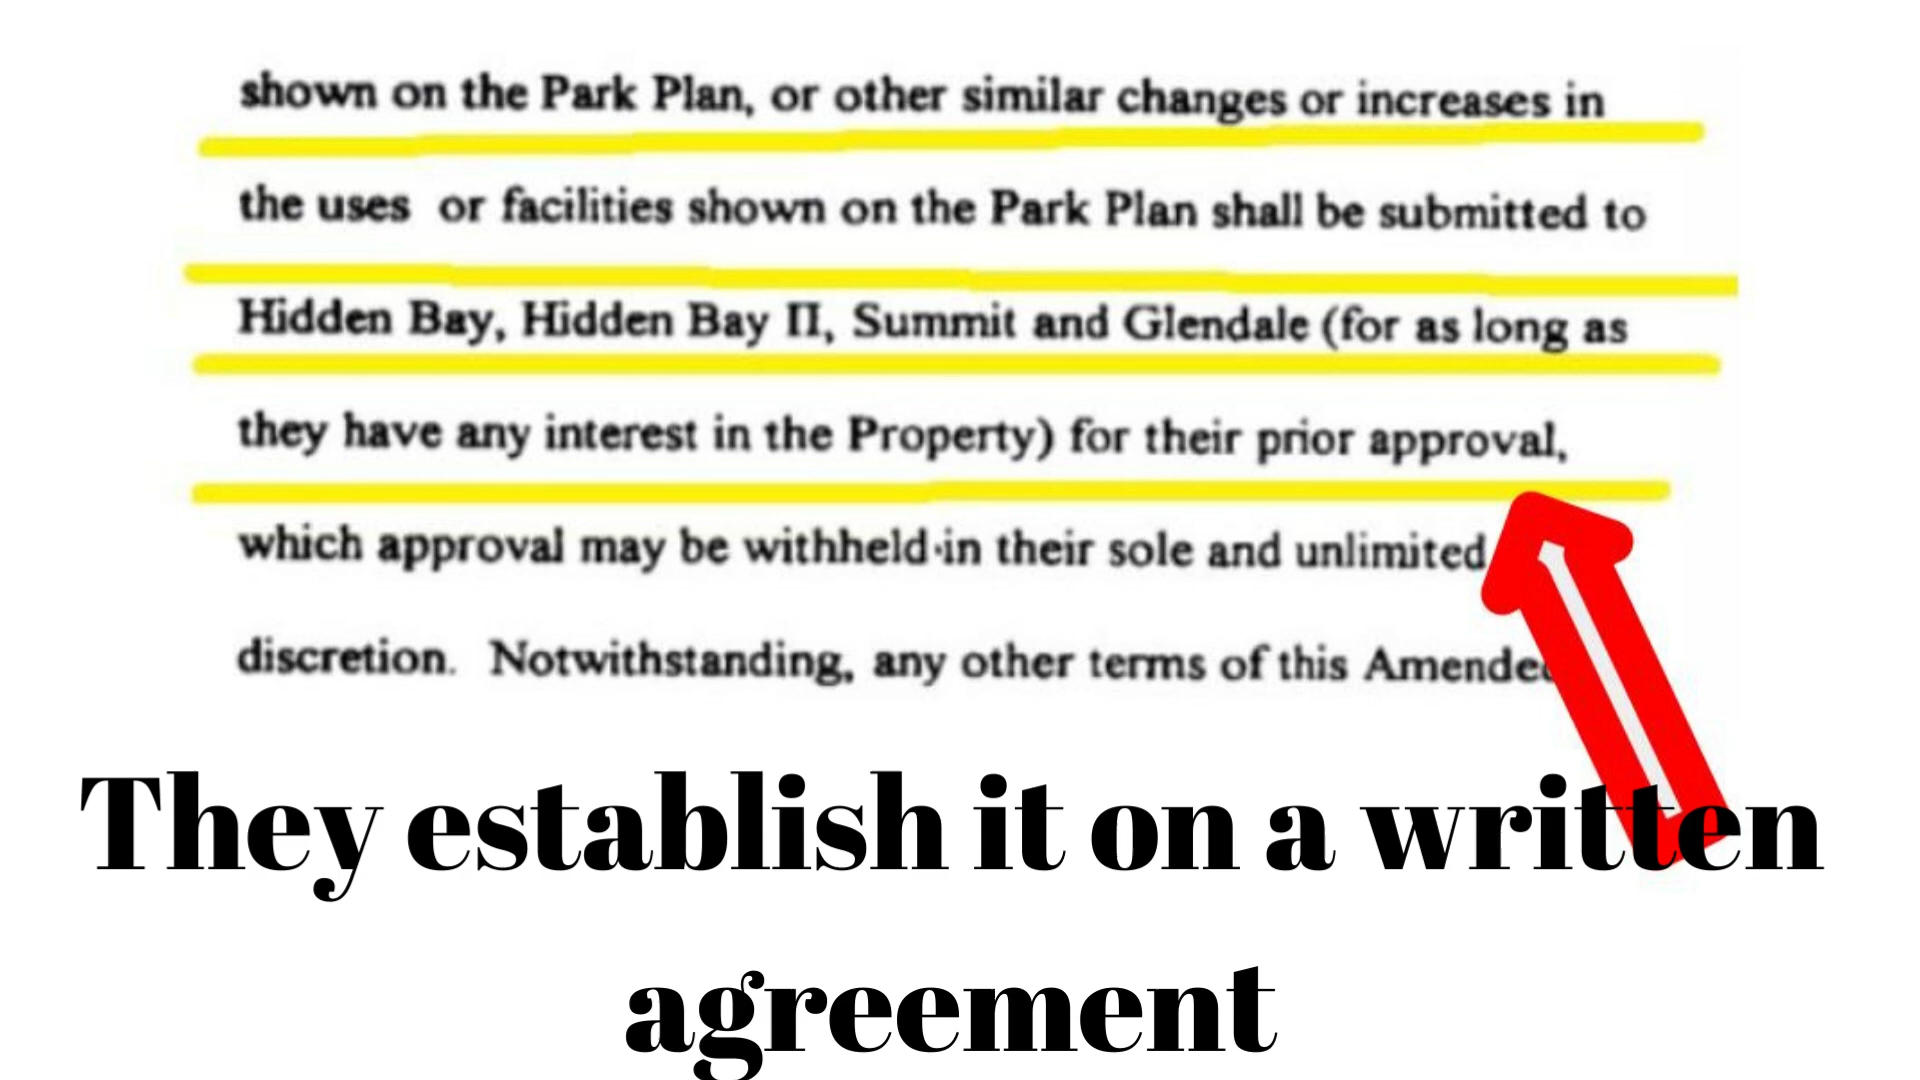 shown on the Park Plan, or other similar changes or increases in
the uses or facilities shown on the Park Plan shall be submitted to
Hidden Bay, Hidden Bay II, Summit and Glendale (for as long as
they have any interest in the Property) for their prior approval,
which approval may be withheld in their sole and unlimited
discretion. Notwithstanding, any other terms of this Amended
They establish it on a written
agreement